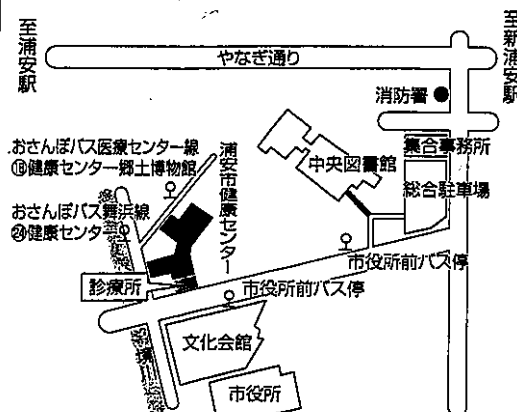 至浦安駅
至新浦安駅
やなぎ通り
消防署
おさんぽバス医療センター線
⑱健康センター郷土博物館
浦安市健康センター
中央図書館
集合事務所
総合駐車場
おさんぽバス舞浜線
㉔健康センター
市役所前バス停
診療所
市役所前バス停
境川
文化会館
市役所